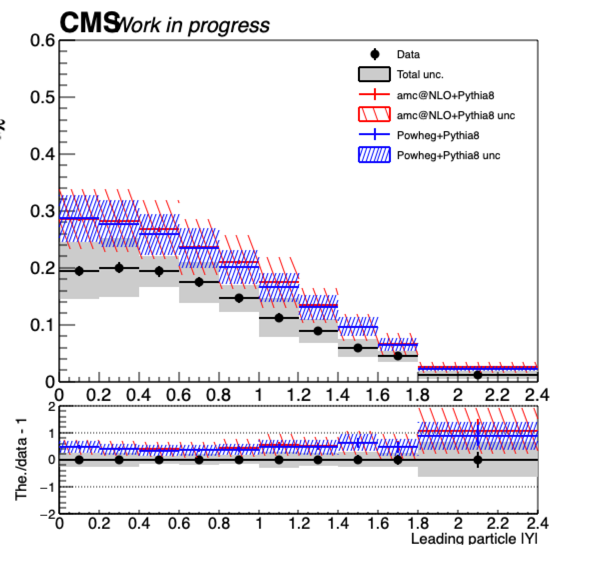 CMS Work in progress
0.6
Data
Total unc.
0.5
amc@NLO+Pythia8
amc@NLO+Pythia8 unc
Powheg+Pythia8
0.4
Powheg+Pythia8 unc
0.3
0.2
0.1
0
0 0.2 0.4 0.6 0.8 1 1.2 1.4 1.6 1.8 2 2.2 2.4
The./data - 1
2
1
0
−1
−2
0 0.2 0.4 0.6 0.8 1 1.2 1.4 1.6 1.8 2 2.2 2.4
Leading particle |Y|